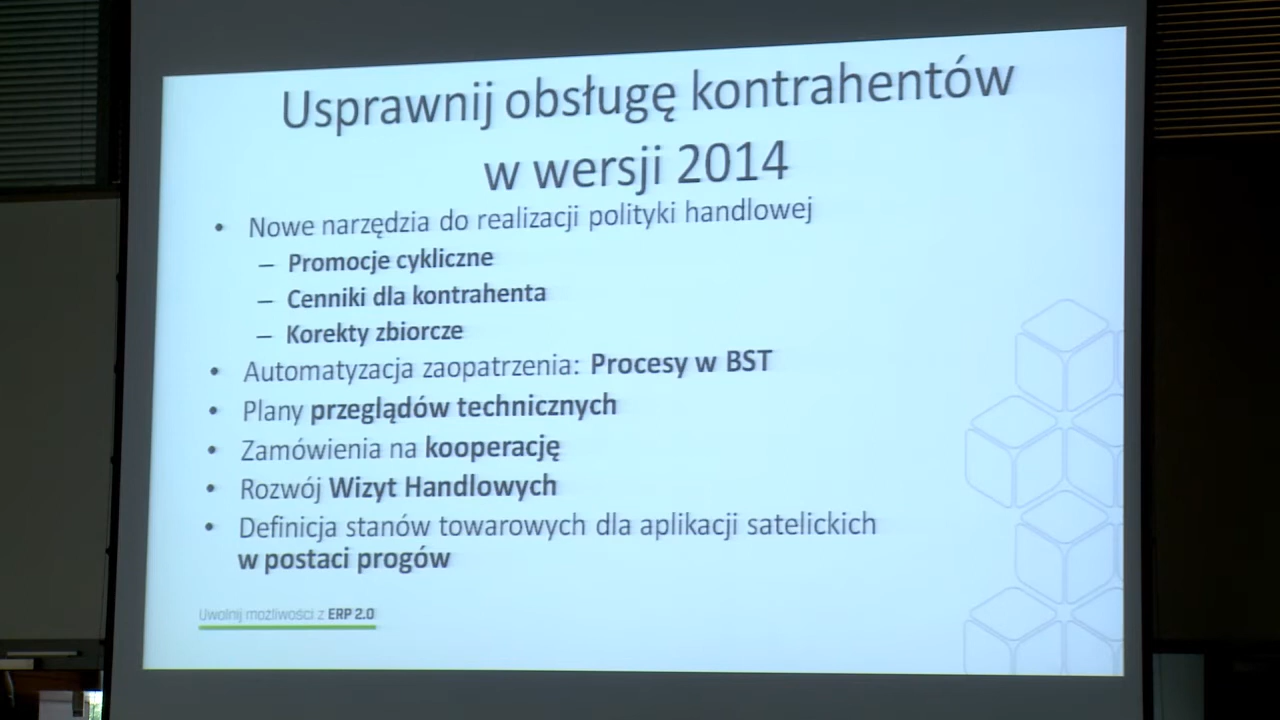 Usprawnij obsługę kontrahentów
w wersji 2014
• Nowe narzędzia do realizacji polityki handlowej
– Promocje cykliczne
– Cenniki dla kontrahenta
– Korekty zbiorcze
• Automatyzacja zaopatrzenia: Procesy w BST
• Plany przeglądów technicznych
• Zamówienia na kooperację
• Rozwój Wizyt Handlowych
• Definicja stanów towarowych dla aplikacji satelickich
w postaci progów
Uwolnij możliwości z ERP 2.0